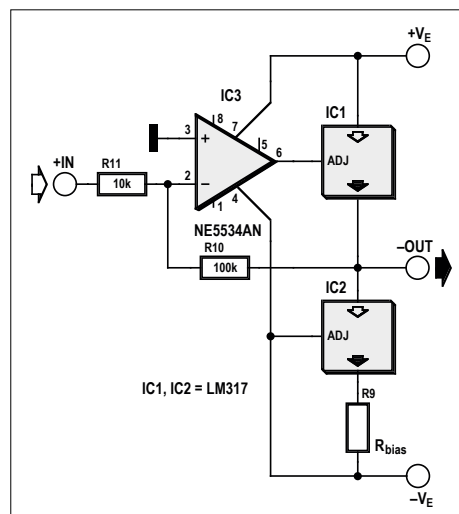 +VE
IC3
IC1
8
7
3
+
5
6
ADJ
+IN
R11
10k
2
−
1
4
NE5534AN
R10
100k
−OUT
IC2
ADJ
IC1, IC2 = LM317
R9
Rbias
−VE